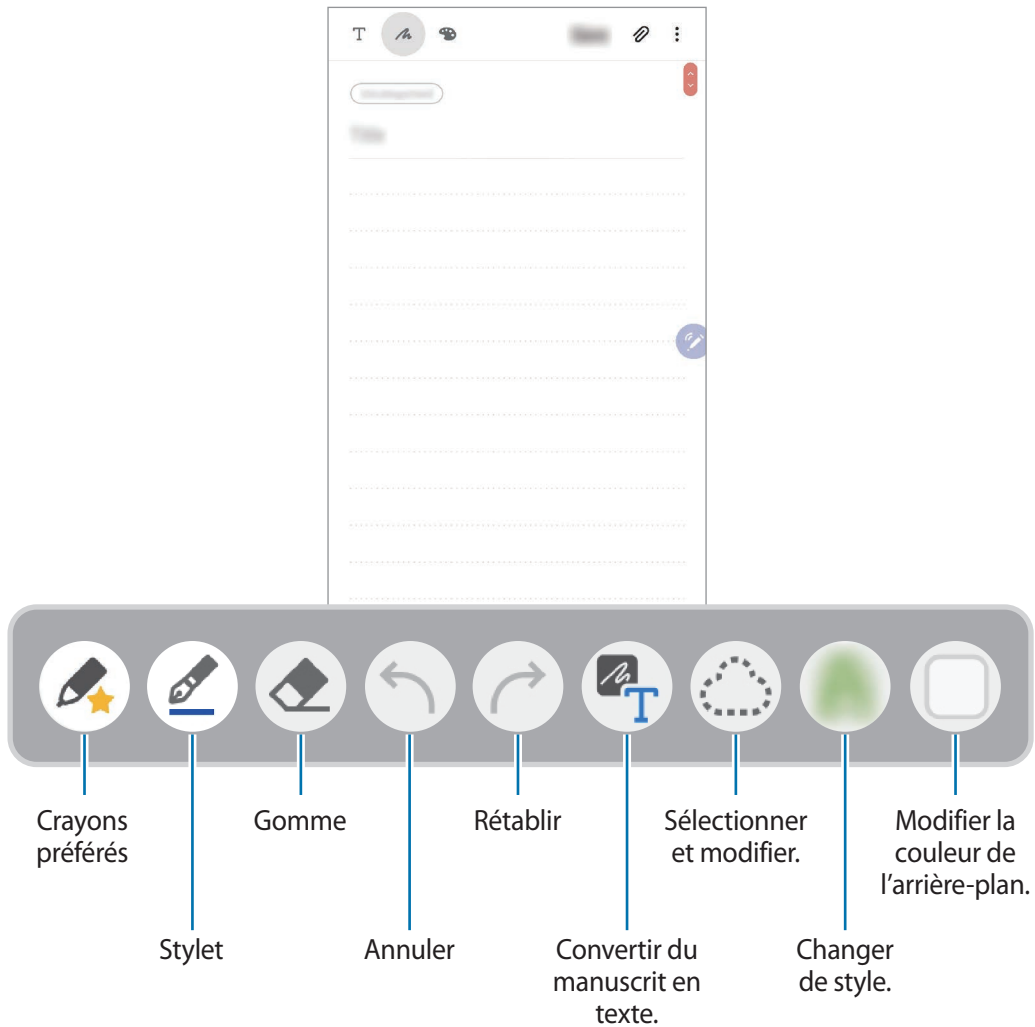 T
T
Crayons
préférés
Gomme
Rétablir
Sélectionner
et modifier.
Modifier la
couleur de
l'arrière-plan.
Stylet
Annuler
Convertir du
manuscrit en
texte.
Changer
de style.